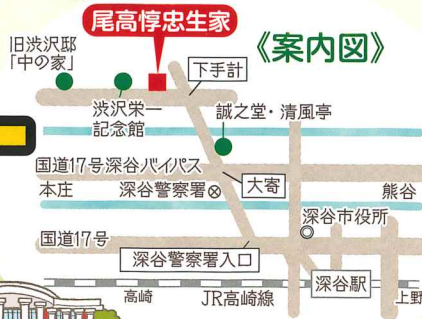 尾高惇忠生家
《案内図》
旧渋沢邸
「中の家」
下手計
渋沢栄一
記念館
誠之堂・清風亭
国道17号深谷バイパス
本庄
深谷警察署
大寄
熊谷
深谷市役所
国道17号
深谷警察署入口
深谷駅
高崎
JR高崎線
上野